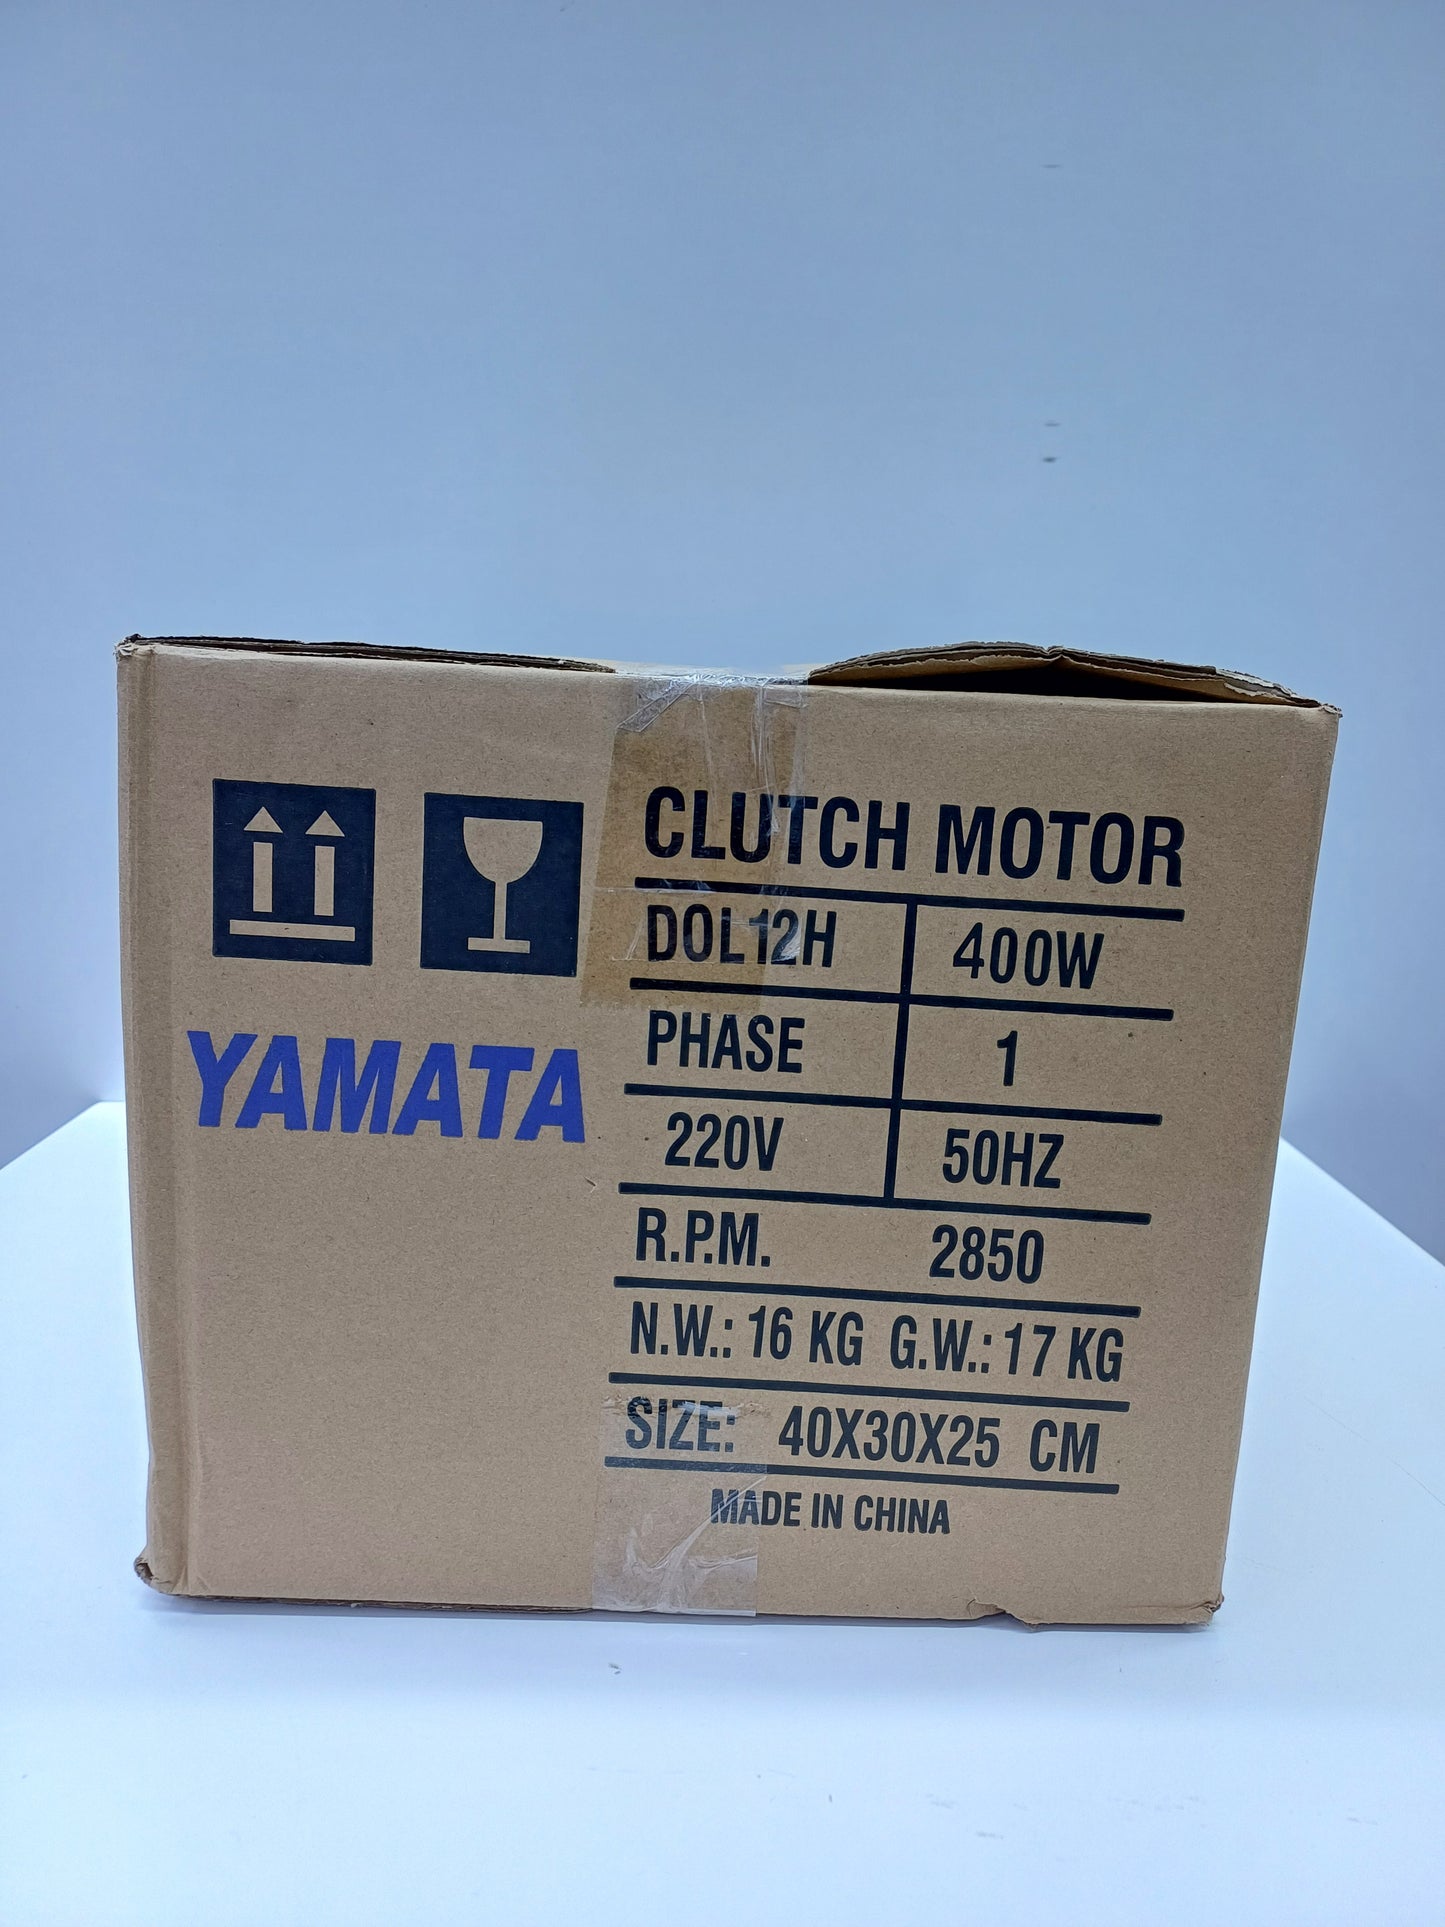 CLUTCH MOTOR
DOL12H 400W
YAMATA
PHASE 1
220V 50HZ
R.P.M. 2850
N.W.: 16 KG G.W.: 17 KG
SIZE: 40X30X25 CM
MADE IN CHINA